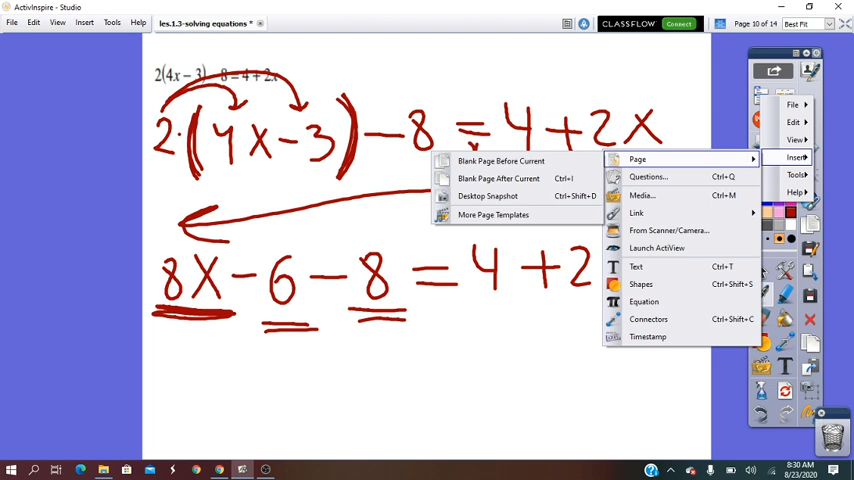 ActivInspire - Studio
File Edit View Insert Tools Help
les.1.3-solving equations *
CLASSFLOW Connect
Page 10 of 14
Best Fit
2(4x − 3) − 8 = 4 + 2x
2·(4x − 3) − 8 = 4 + 2x
8x − 6 − 8 = 4 + 2
File
Edit
View
Insert
Tools
Help
Page
Questions... Ctrl+Q
Media... Ctrl+M
Link
From Scanner/Camera...
Launch ActiView
Text Ctrl+T
Shapes Ctrl+Shift+S
Equation
Connectors Ctrl+Shift+C
Timestamp
Blank Page Before Current
Blank Page After Current Ctrl+I
Desktop Snapshot Ctrl+Shift+D
More Page Templates
8:30 AM
8/23/2020